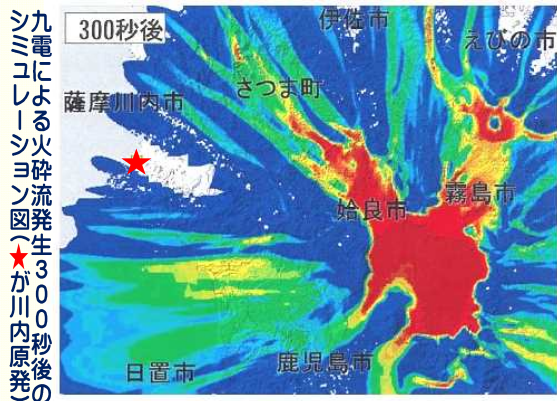 九電による火砕流発生300秒後の
シミュレーション図(★が川内原発)
300秒後
伊佐市
えびの市
さつま町
薩摩川内市
姶良市
霧島市
鹿児島市
日置市